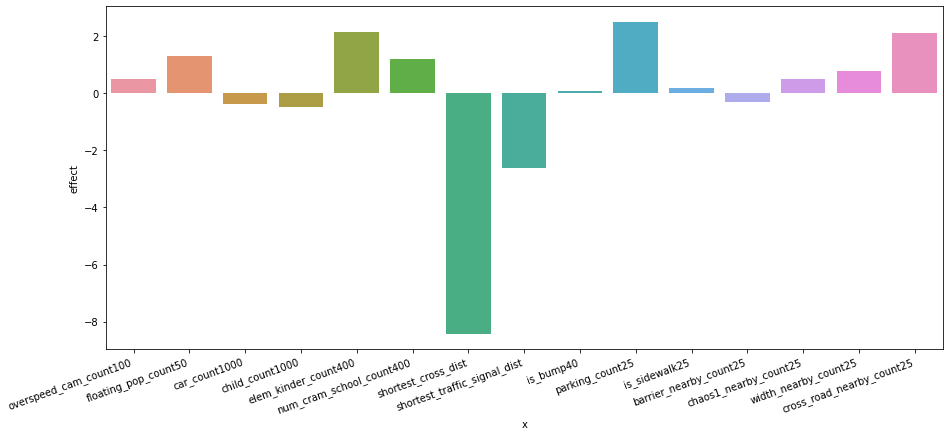 2
0
−2
−4
−6
−8
effect
overspeed_cam_count100
floating_pop_count50
car_count1000
child_count1000
elem_kinder_count400
num_cram_school_count400
shortest_cross_dist
shortest_traffic_signal_dist
is_bump40
parking_count25
is_sidewalk25
barrier_nearby_count25
chaos1_nearby_count25
width_nearby_count25
cross_road_nearby_count25
x